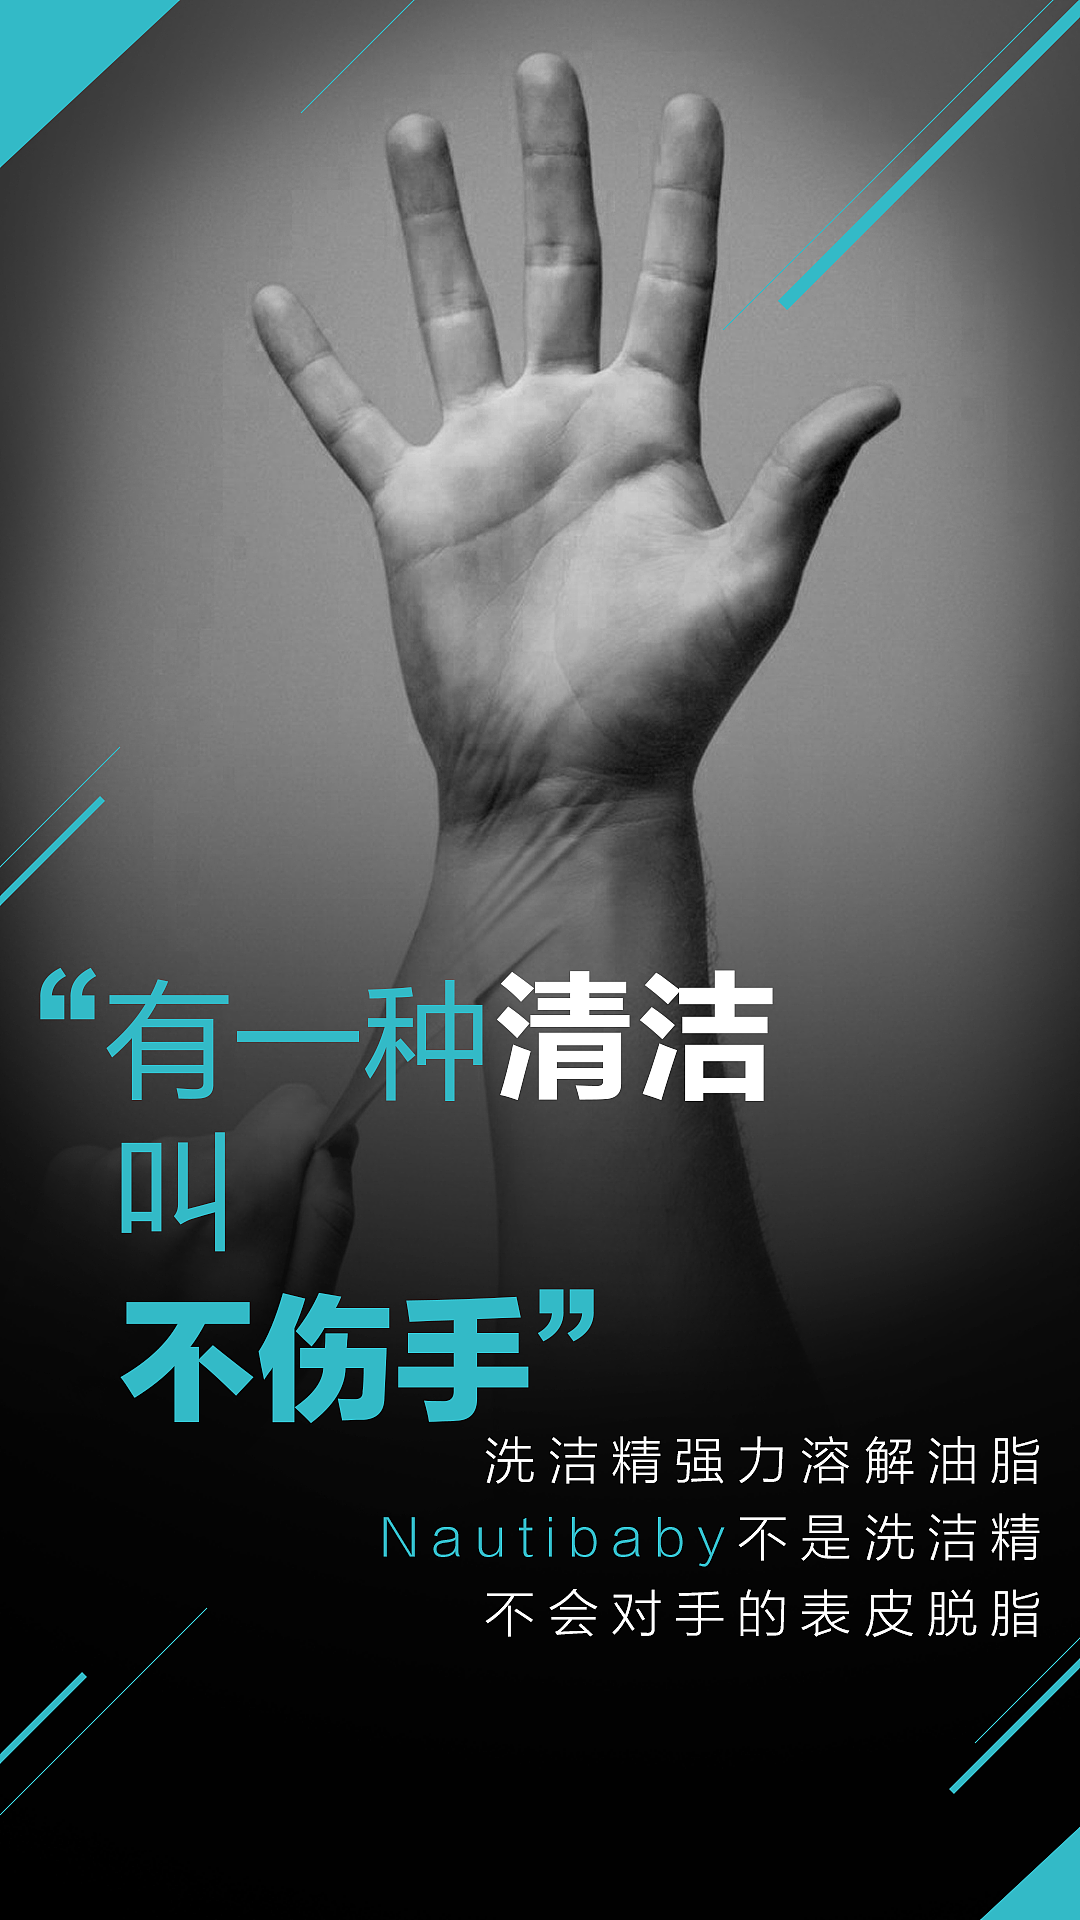 “有一种清洁
叫
不伤手”
洗洁精强力溶解油脂
Nautibaby不是洗洁精
不会对手的表皮脱脂